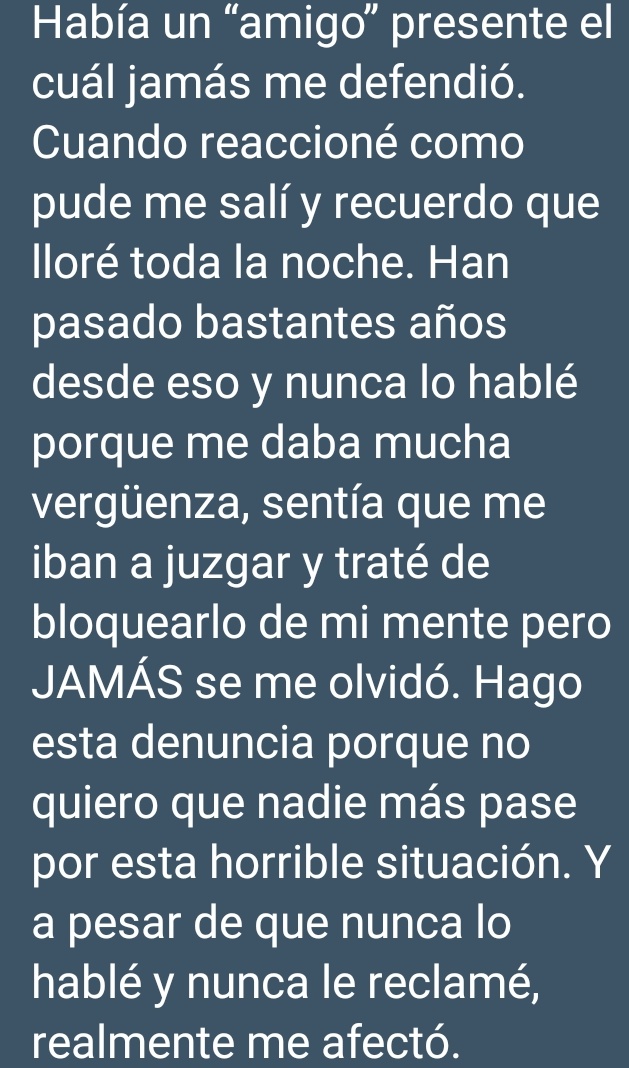 Había un “amigo” presente el
cuál jamás me defendió.
Cuando reaccioné como
pude me salí y recuerdo que
lloré toda la noche. Han
pasado bastantes años
desde eso y nunca lo hablé
porque me daba mucha
vergüenza, sentía que me
iban a juzgar y traté de
bloquearlo de mi mente pero
JAMÁS se me olvidó. Hago
esta denuncia porque no
quiero que nadie más pase
por esta horrible situación. Y
a pesar de que nunca lo
hablé y nunca le reclamé,
realmente me afectó.